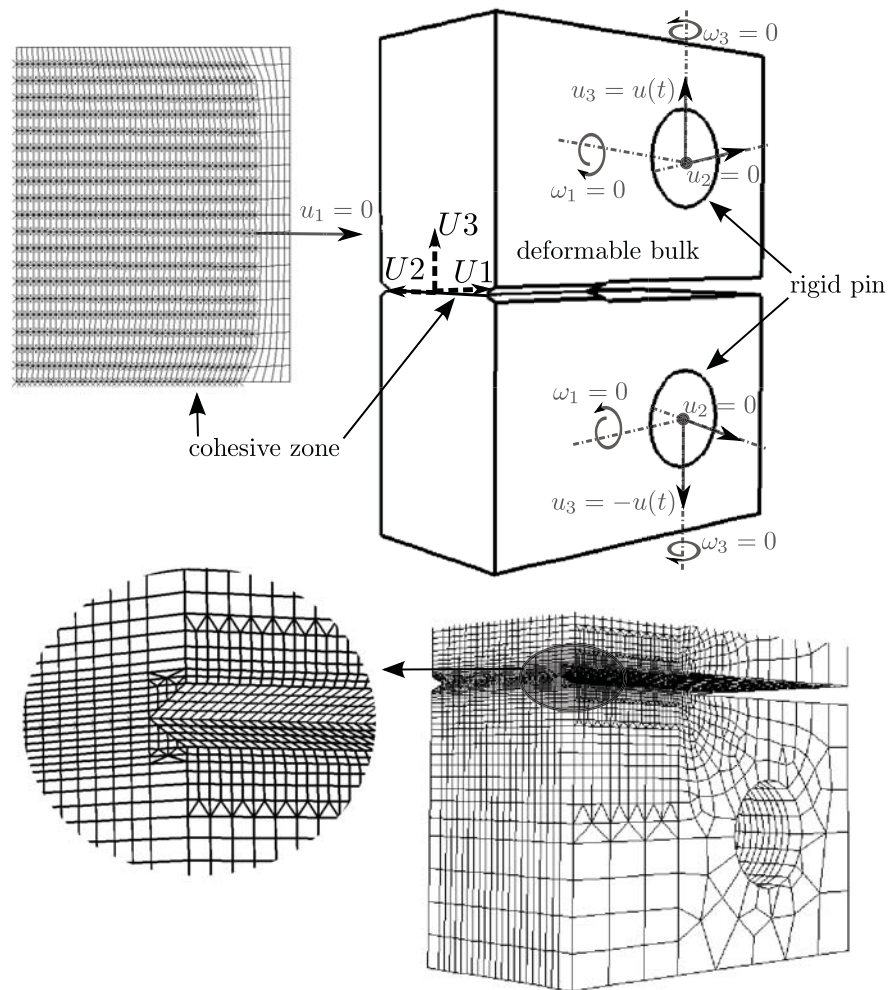 ω₃ = 0
u₃ = u(t)
u₂ = 0
ω₁ = 0
u₁ = 0
U3
deformable bulk
U2
U1
rigid pin
ω₁ = 0
u₂ = 0
cohesive zone
u₃ = −u(t)
ω₃ = 0